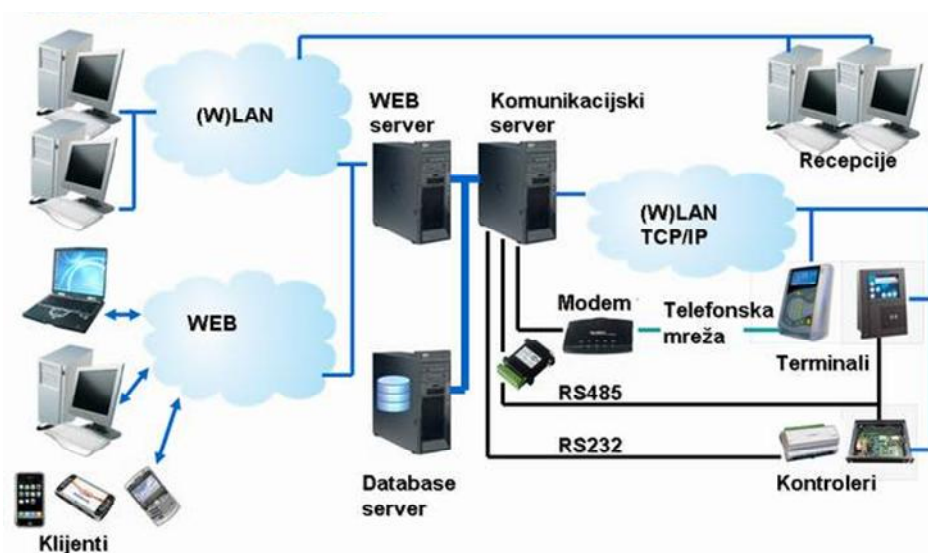 (W)LAN
WEB
server
Komunikacijski
server
Recepcije
(W)LAN
TCP/IP
WEB
Modem
Telefonska
mreža
Terminali
RS485
RS232
Database
server
Kontroleri
Klijenti